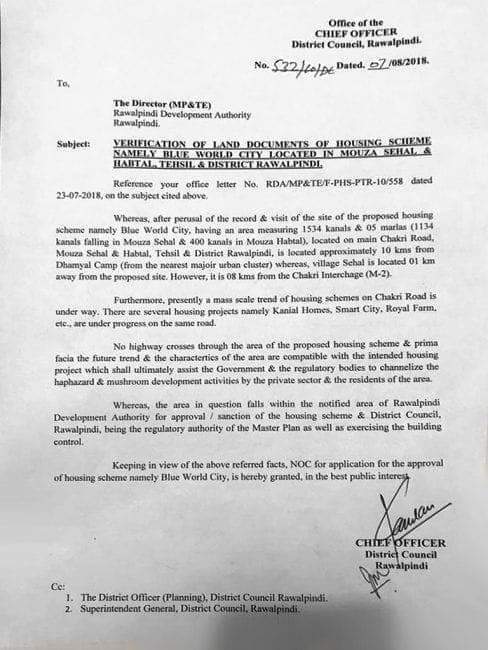 Office of the
CHIEF OFFICER
District Council, Rawalpindi.
No. 532/CO/DC Dated. 07/08/2018.
To,
The Director (MP&TE)
Rawalpindi Development Authority
Rawalpindi.
Subject: VERIFICATION OF LAND DOCUMENTS OF HOUSING SCHEME
NAMELY BLUE WORLD CITY LOCATED IN MOUZA SEHAL &
HABTAL, TEHSIL & DISTRICT RAWALPINDI.
Reference your office letter No. RDA/MP&TE/F-PHS-PTR-10/558 dated
23-07-2018, on the subject cited above.
Whereas, after perusal of the record & visit of the site of the proposed housing
scheme namely Blue World City, having an area measuring 1534 kanals & 05 marlas (1134
kanals falling in Mouza Sehal & 400 kanals in Mouza Habtal), located on main Chakri Road,
Mouza Sehal & Habtal, Tehsil & District Rawalpindi, is located approximately 10 kms from
Dhamyal Camp (from the nearest majoir urban cluster) whereas, village Sehal is located 01 km
away from the proposed site. However, it is 08 kms from the Chakri Interchange (M-2).
Furthermore, presently a mass scale trend of housing schemes on Chakri Road is
under way. There are several housing projects namely Kanial Homes, Smart City, Royal Farm,
etc., are under progress on the same road.
No highway crosses through the area of the proposed housing scheme & prima
facia the future trend & the charactertics of the area are compatible with the intended housing
project which shall ultimately assist the Government & the regulatory bodies to channelize the
haphazard & mushroom development activities by the private sector & the residents of the area.
Whereas, the area in question falls within the notified area of Rawalpindi
Development Authority for approval / sanction of the housing scheme & District Council,
Rawalpindi, being the regulatory authority of the Master Plan as well as exercising the building
control.
Keeping in view of the above referred facts, NOC for application for the approval
of housing scheme namely Blue World City, is hereby granted, in the best public interest.
CHIEF OFFICER
District Council
Rawalpindi
Cc:
1. The District Officer (Planning), District Council Rawalpindi.
2. Superintendent General, District Council, Rawalpindi.